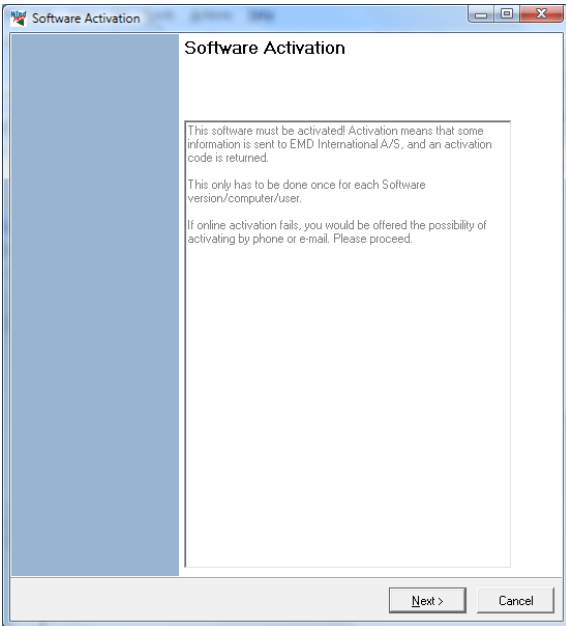 Software Activation
Software Activation
This software must be activated! Activation means that some
information is sent to EMD International A/S, and an activation
code is returned.
This only has to be done once for each Software
version/computer/user.
If online activation fails, you would be offered the possibility of
activating by phone or e-mail. Please proceed.
Next >
Cancel